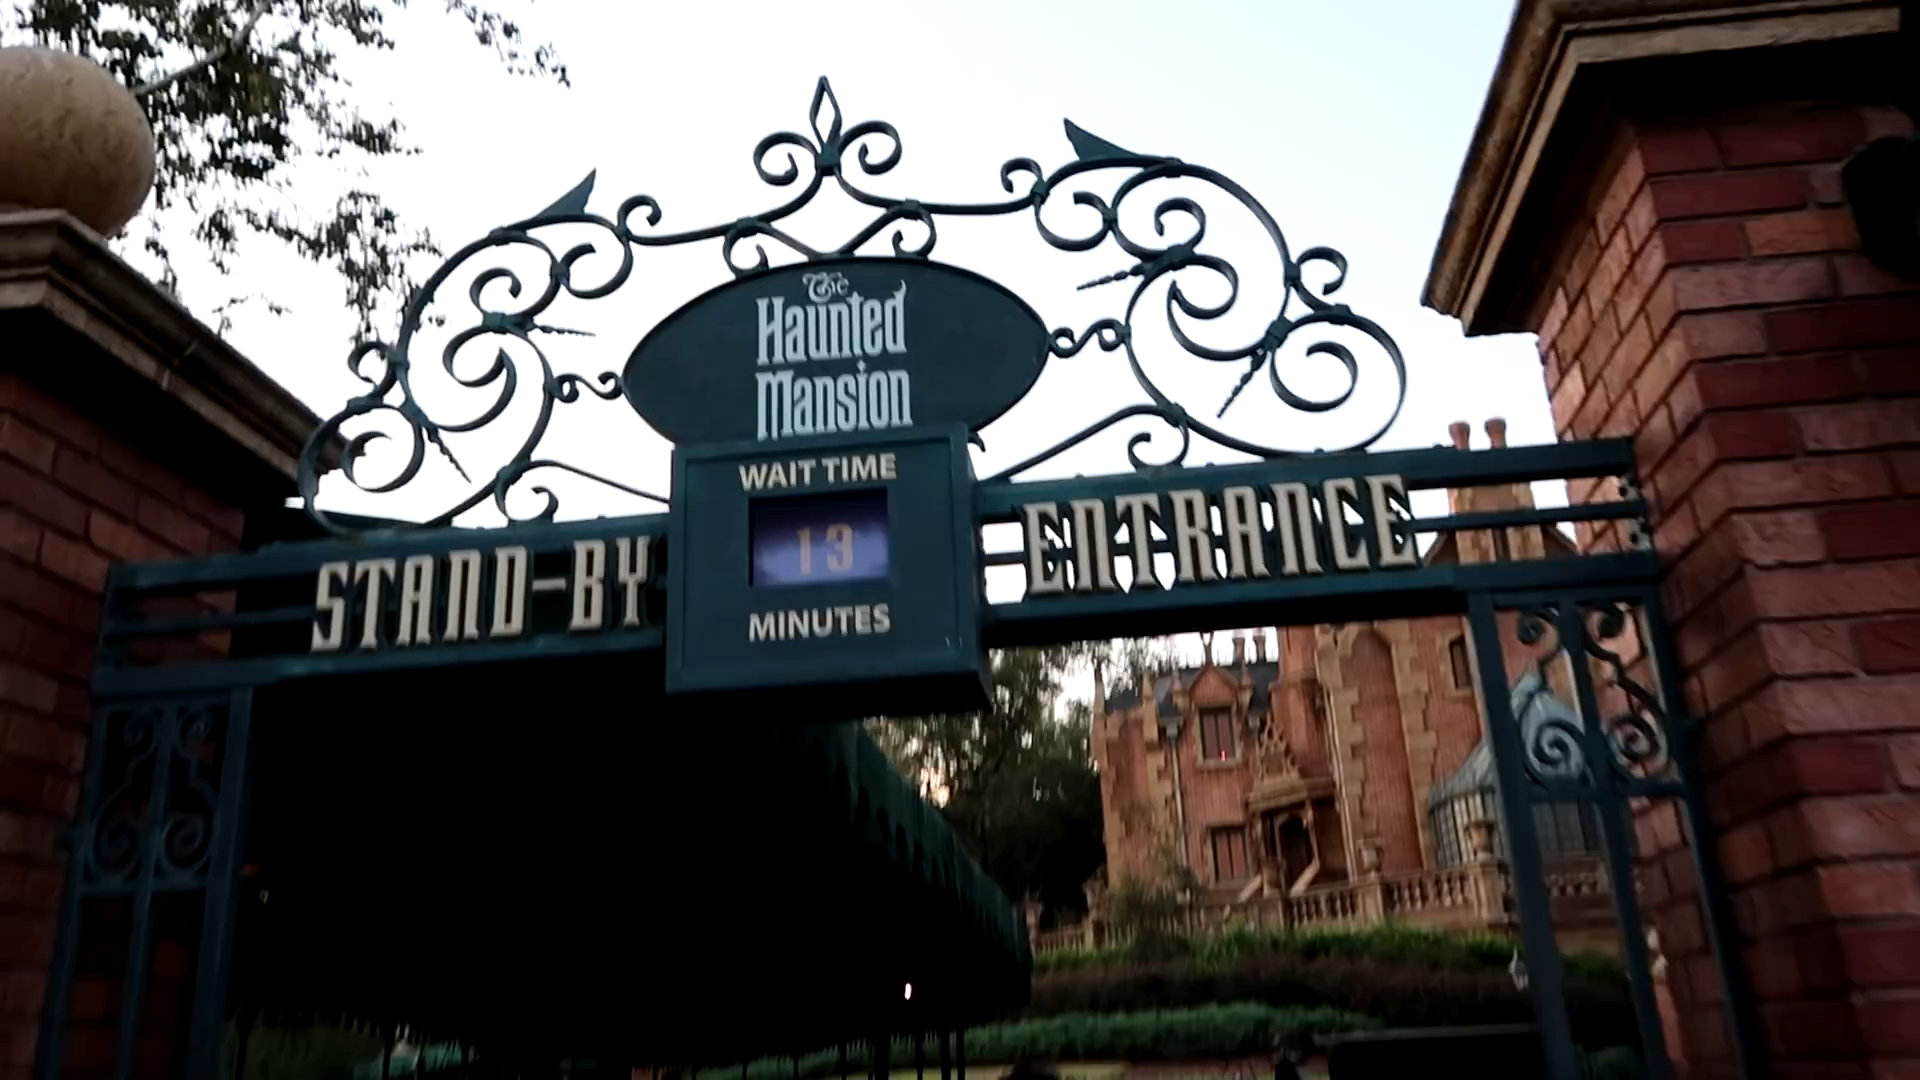 The
Haunted
Mansion
WAIT TIME
13
MINUTES
STAND-BY
ENTRANCE